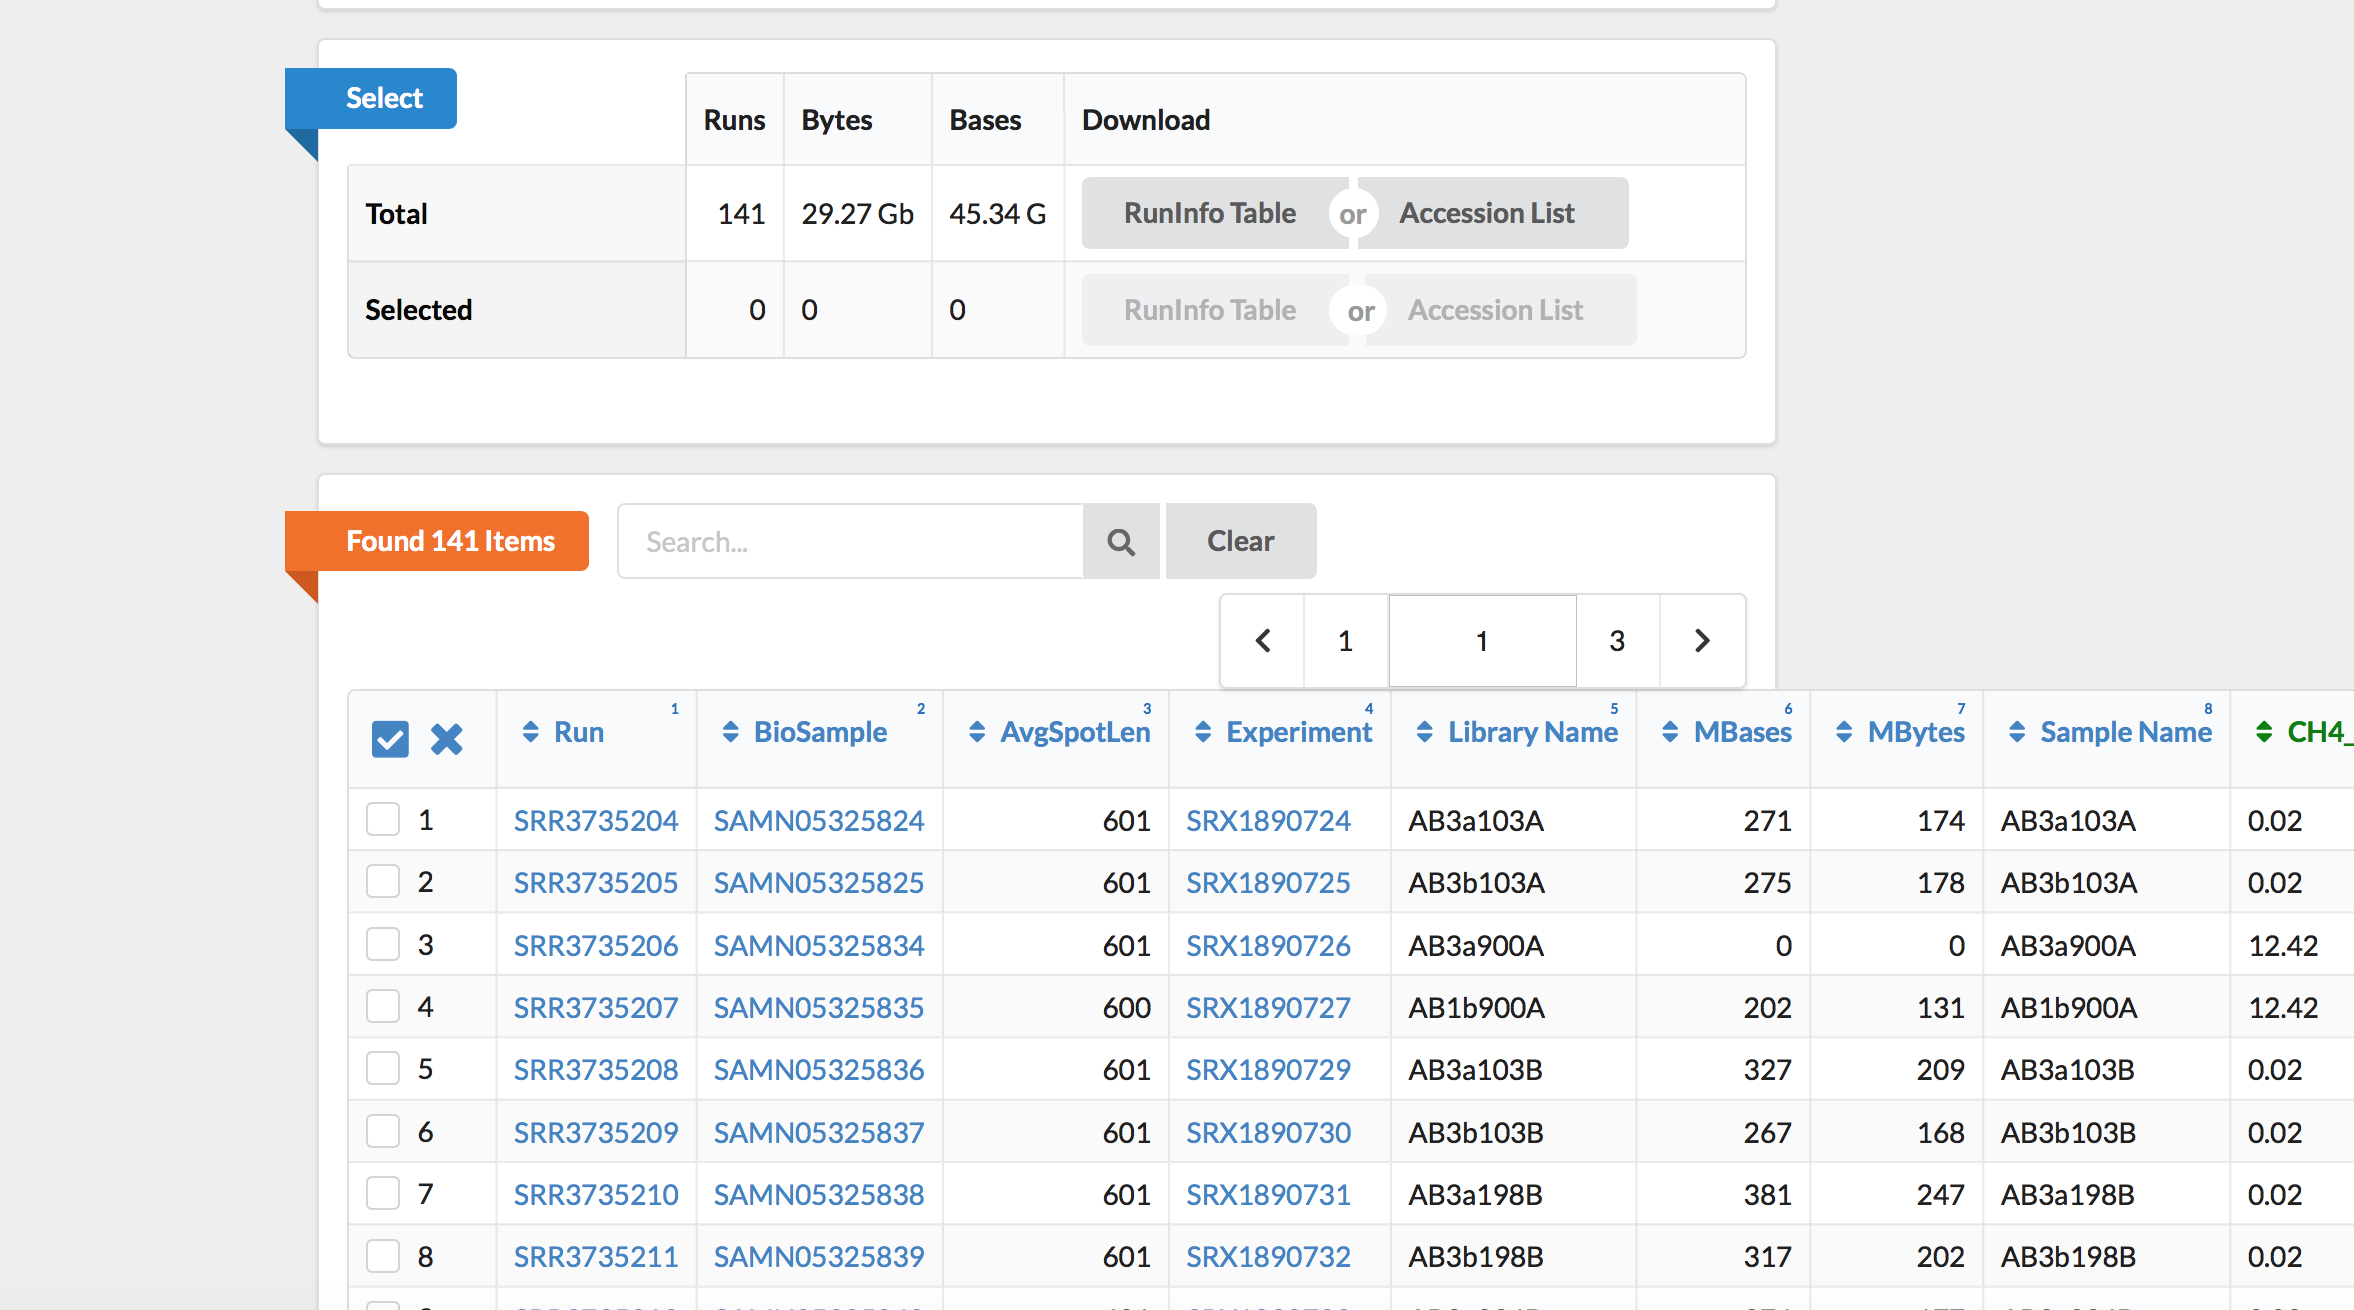 Select
Runs Bytes Bases Download
Total 141 29.27 Gb 45.34 G RunInfo Table or Accession List
Selected 0 0 0 RunInfo Table or Accession List
Found 141 Items Search... Clear
1 1 3
1 2 3 4 5 6 7 8
Run BioSample AvgSpotLen Experiment Library Name MBases MBytes Sample Name CH4_
1 SRR3735204 SAMN05325824 601 SRX1890724 AB3a103A 271 174 AB3a103A 0.02
2 SRR3735205 SAMN05325825 601 SRX1890725 AB3b103A 275 178 AB3b103A 0.02
3 SRR3735206 SAMN05325834 601 SRX1890726 AB3a900A 0 0 AB3a900A 12.42
4 SRR3735207 SAMN05325835 600 SRX1890727 AB1b900A 202 131 AB1b900A 12.42
5 SRR3735208 SAMN05325836 601 SRX1890729 AB3a103B 327 209 AB3a103B 0.02
6 SRR3735209 SAMN05325837 601 SRX1890730 AB3b103B 267 168 AB3b103B 0.02
7 SRR3735210 SAMN05325838 601 SRX1890731 AB3a198B 381 247 AB3a198B 0.02
8 SRR3735211 SAMN05325839 601 SRX1890732 AB3b198B 317 202 AB3b198B 0.02